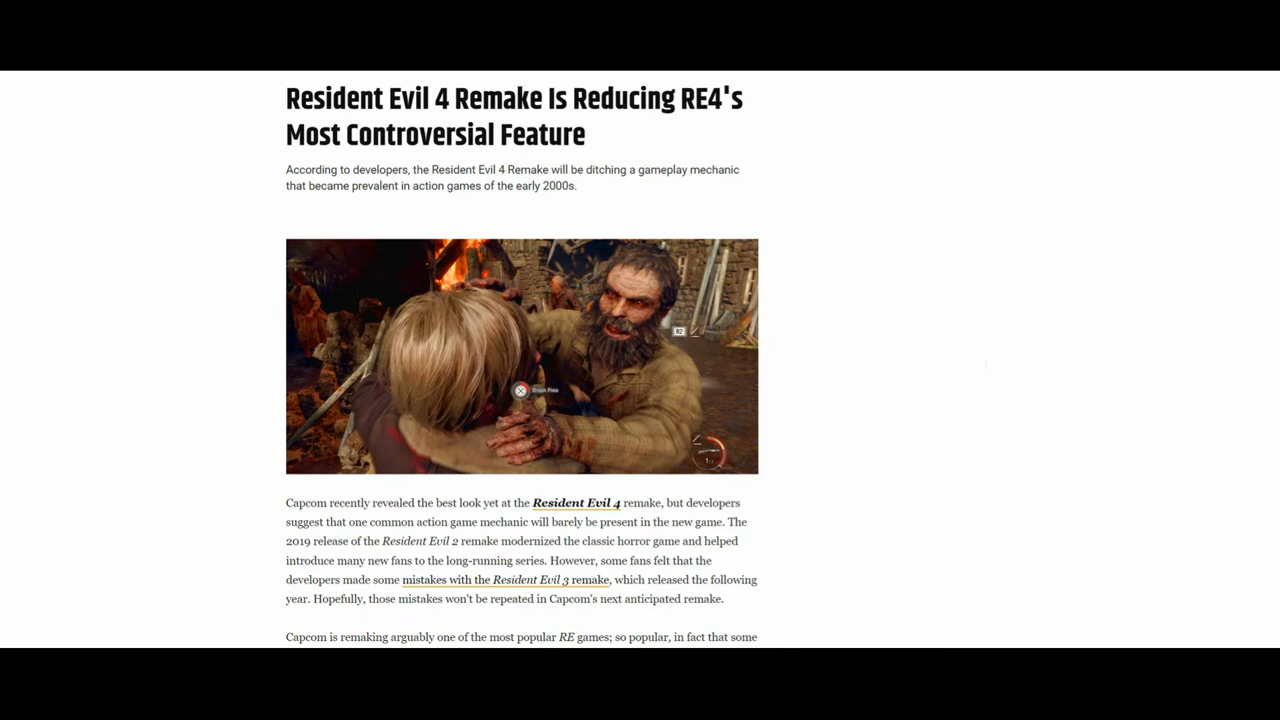 Resident Evil 4 Remake Is Reducing RE4's
Most Controversial Feature
According to developers, the Resident Evil 4 Remake will be ditching a gameplay mechanic
that became prevalent in action games of the early 2000s.
R2
Break Free
Capcom recently revealed the best look yet at the Resident Evil 4 remake, but developers
suggest that one common action game mechanic will barely be present in the new game. The
2019 release of the Resident Evil 2 remake modernized the classic horror game and helped
introduce many new fans to the long-running series. However, some fans felt that the
developers made some mistakes with the Resident Evil 3 remake, which released the following
year. Hopefully, those mistakes won't be repeated in Capcom's next anticipated remake.
Capcom is remaking arguably one of the most popular RE games; so popular, in fact that some